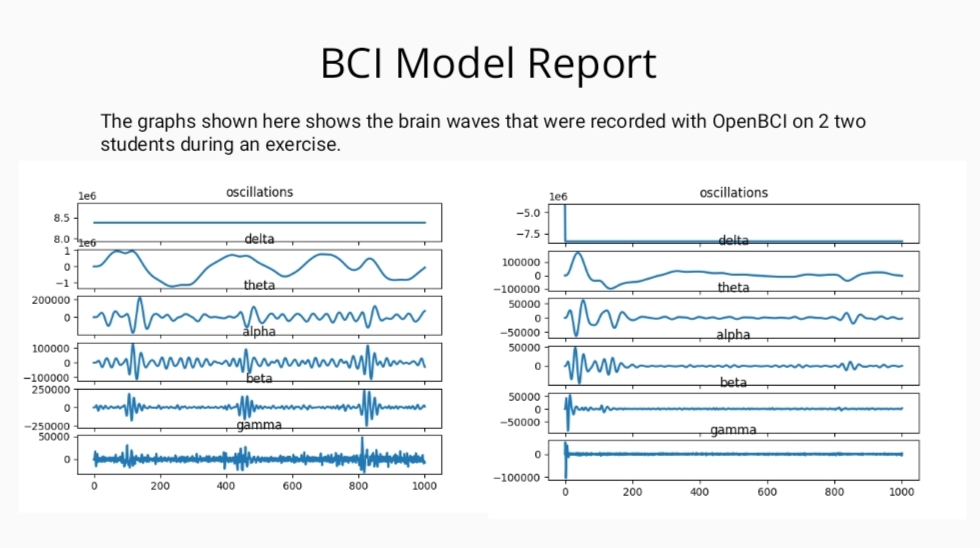 BCI Model Report
The graphs shown here shows the brain waves that were recorded with OpenBCI on 2 two
students during an exercise.
oscillations
1e6
8.5
8.0
delta
1e6
1
0
−1
theta
200000
0
alpha
100000
0
−100000
beta
250000
0
−250000
gamma
50000
0
0 200 400 600 800 1000
oscillations
1e6
−5.0
−7.5
delta
100000
0
−100000
theta
50000
0
−50000
alpha
50000
0
beta
50000
0
−50000
gamma
0
−100000
0 200 400 600 800 1000